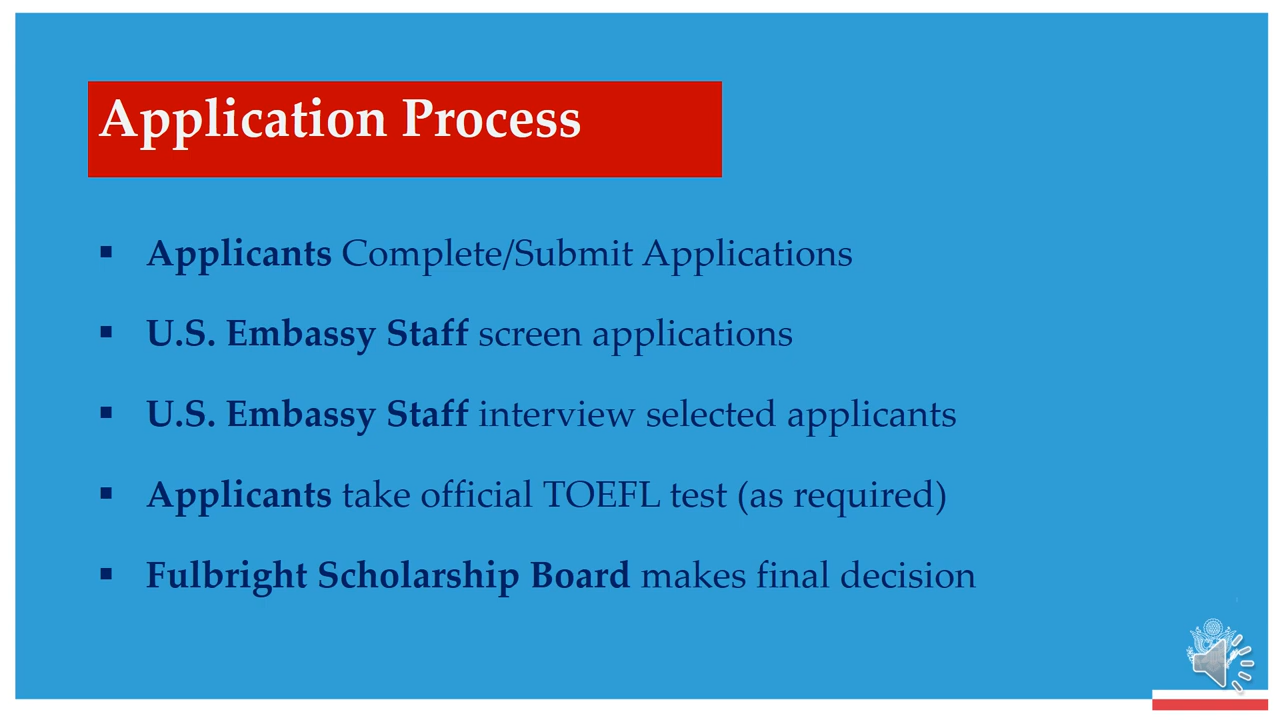 Application Process
▪ Applicants Complete/Submit Applications
▪ U.S. Embassy Staff screen applications
▪ U.S. Embassy Staff interview selected applicants
▪ Applicants take official TOEFL test (as required)
▪ Fulbright Scholarship Board makes final decision